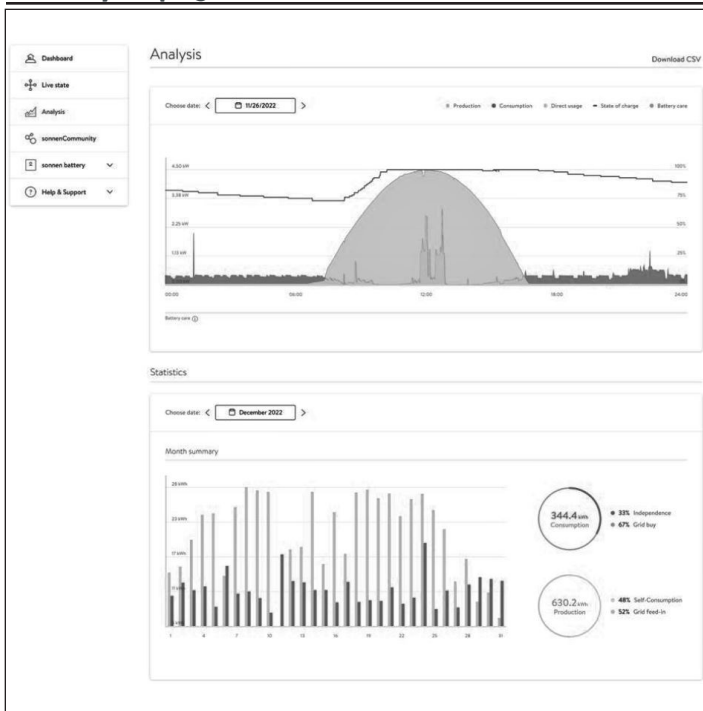 Dashboard
Live state
Analysis
sonnenCommunity
sonnen battery
Help & Support
Analysis
Download CSV
Choose date: < 11/26/2022 >
Production Consumption Direct usage State of charge Battery care
4.50 kW 100%
3.38 kW 75%
2.25 kW 50%
1.12 kW 25%
00:00 06:00 12:00 18:00 24:00
Battery care
Statistics
Choose date: < December 2022 >
Month summary
28 kWh
23 kWh
17 kWh
11 kWh
1 4 7 10 13 16 19 22 25 28 31
344.4 kWh
Consumption
33% Independence
67% Grid buy
630.2 kWh
Production
48% Self-Consumption
52% Grid feed-in